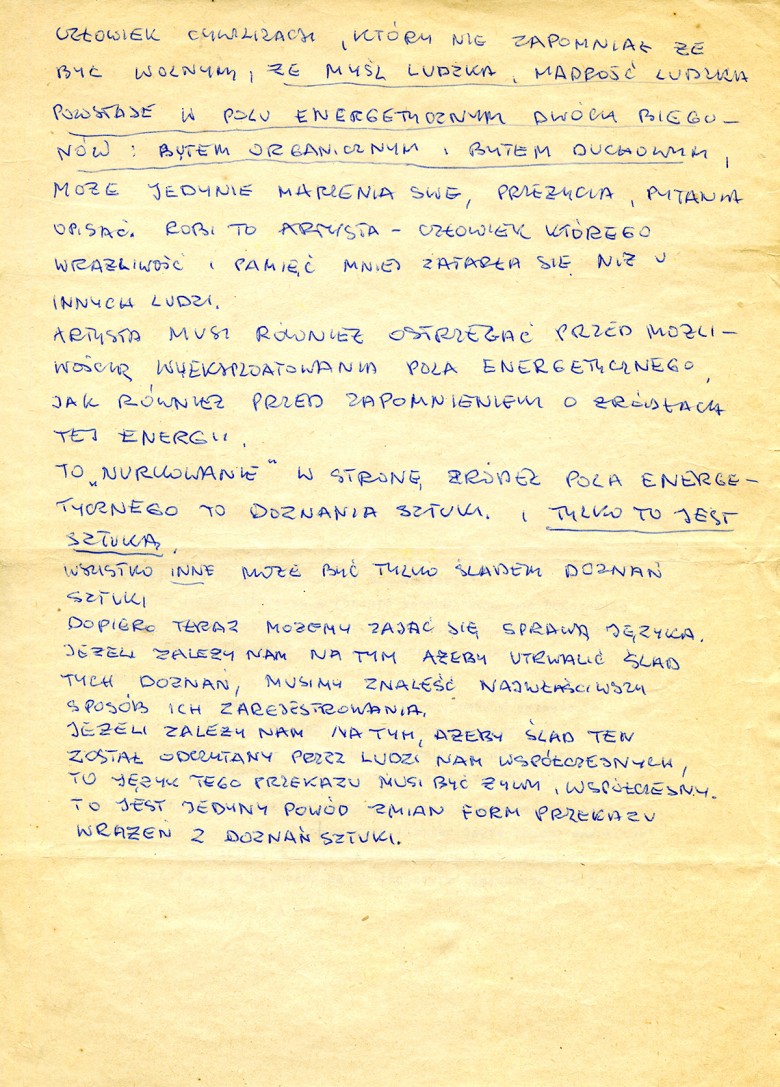 CZŁOWIEK CYWILIZACJI, KTÓRY NIE ZAPOMNIAŁ ŻE
BYŁ WOLNYM, ŻE MYŚL LUDZKA, MĄDROŚĆ LUDZKA
POWSTAJE W POLU ENERGETYCZNYM DWÓCH BIEGU-
NÓW: BYTEM ORGANICZNYM I BYTEM DUCHOWYM,
MOŻE JEDYNIE MARZENIA SWE, PRZEŻYCIA, PYTANIA
OPISAĆ. ROBI TO ARTYSTA - CZŁOWIEK KTÓREGO
WRAŻLIWOŚĆ I PAMIĘĆ MNIEJ ZATARŁA SIĘ NIŻ U
INNYCH LUDZI.
ARTYSTA MUSI RÓWNIEŻ OSTRZEGAĆ PRZED MOŻLI-
WOŚCIĄ WYEKSPLOATOWANIA POLA ENERGETYCZNEGO,
JAK RÓWNIEŻ PRZED ZAPOMNIENIEM O ŹRÓDŁACH
TEJ ENERGII.
TO „NURKOWANIE" W STRONĘ ŹRÓDEŁ POLA ENERGE-
TYCZNEGO TO DOZNANIA SZTUKI. I TYLKO TO JEST
SZTUKĄ.
WSZYSTKO INNE MOŻE BYĆ TYLKO ŚLADEM DOZNAŃ
SZTUKI
DOPIERO TERAZ MOŻEMY ZAJĄĆ SIĘ SPRAWĄ JĘZYKA.
JEŻELI ZALEŻY NAM NA TYM AŻEBY UTRWALIĆ ŚLAD
TYCH DOZNAŃ, MUSIMY ZNALEŚĆ NAJWŁAŚCIWSZY
SPOSÓB ICH ZAREJESTROWANIA.
JEŻELI ZALEŻY NAM NA TYM, AŻEBY ŚLAD TEN
ZOSTAŁ ODCZYTANY PRZEZ LUDZI NAM WSPÓŁCZESNYCH,
TO JĘZYK TEGO PRZEKAZU MUSI BYĆ ŻYWY, WSPÓŁCZESNY.
TO JEST JEDYNY POWÓD ZMIAN FORM PRZEKAZU
WRAŻEŃ Z DOZNAŃ SZTUKI.